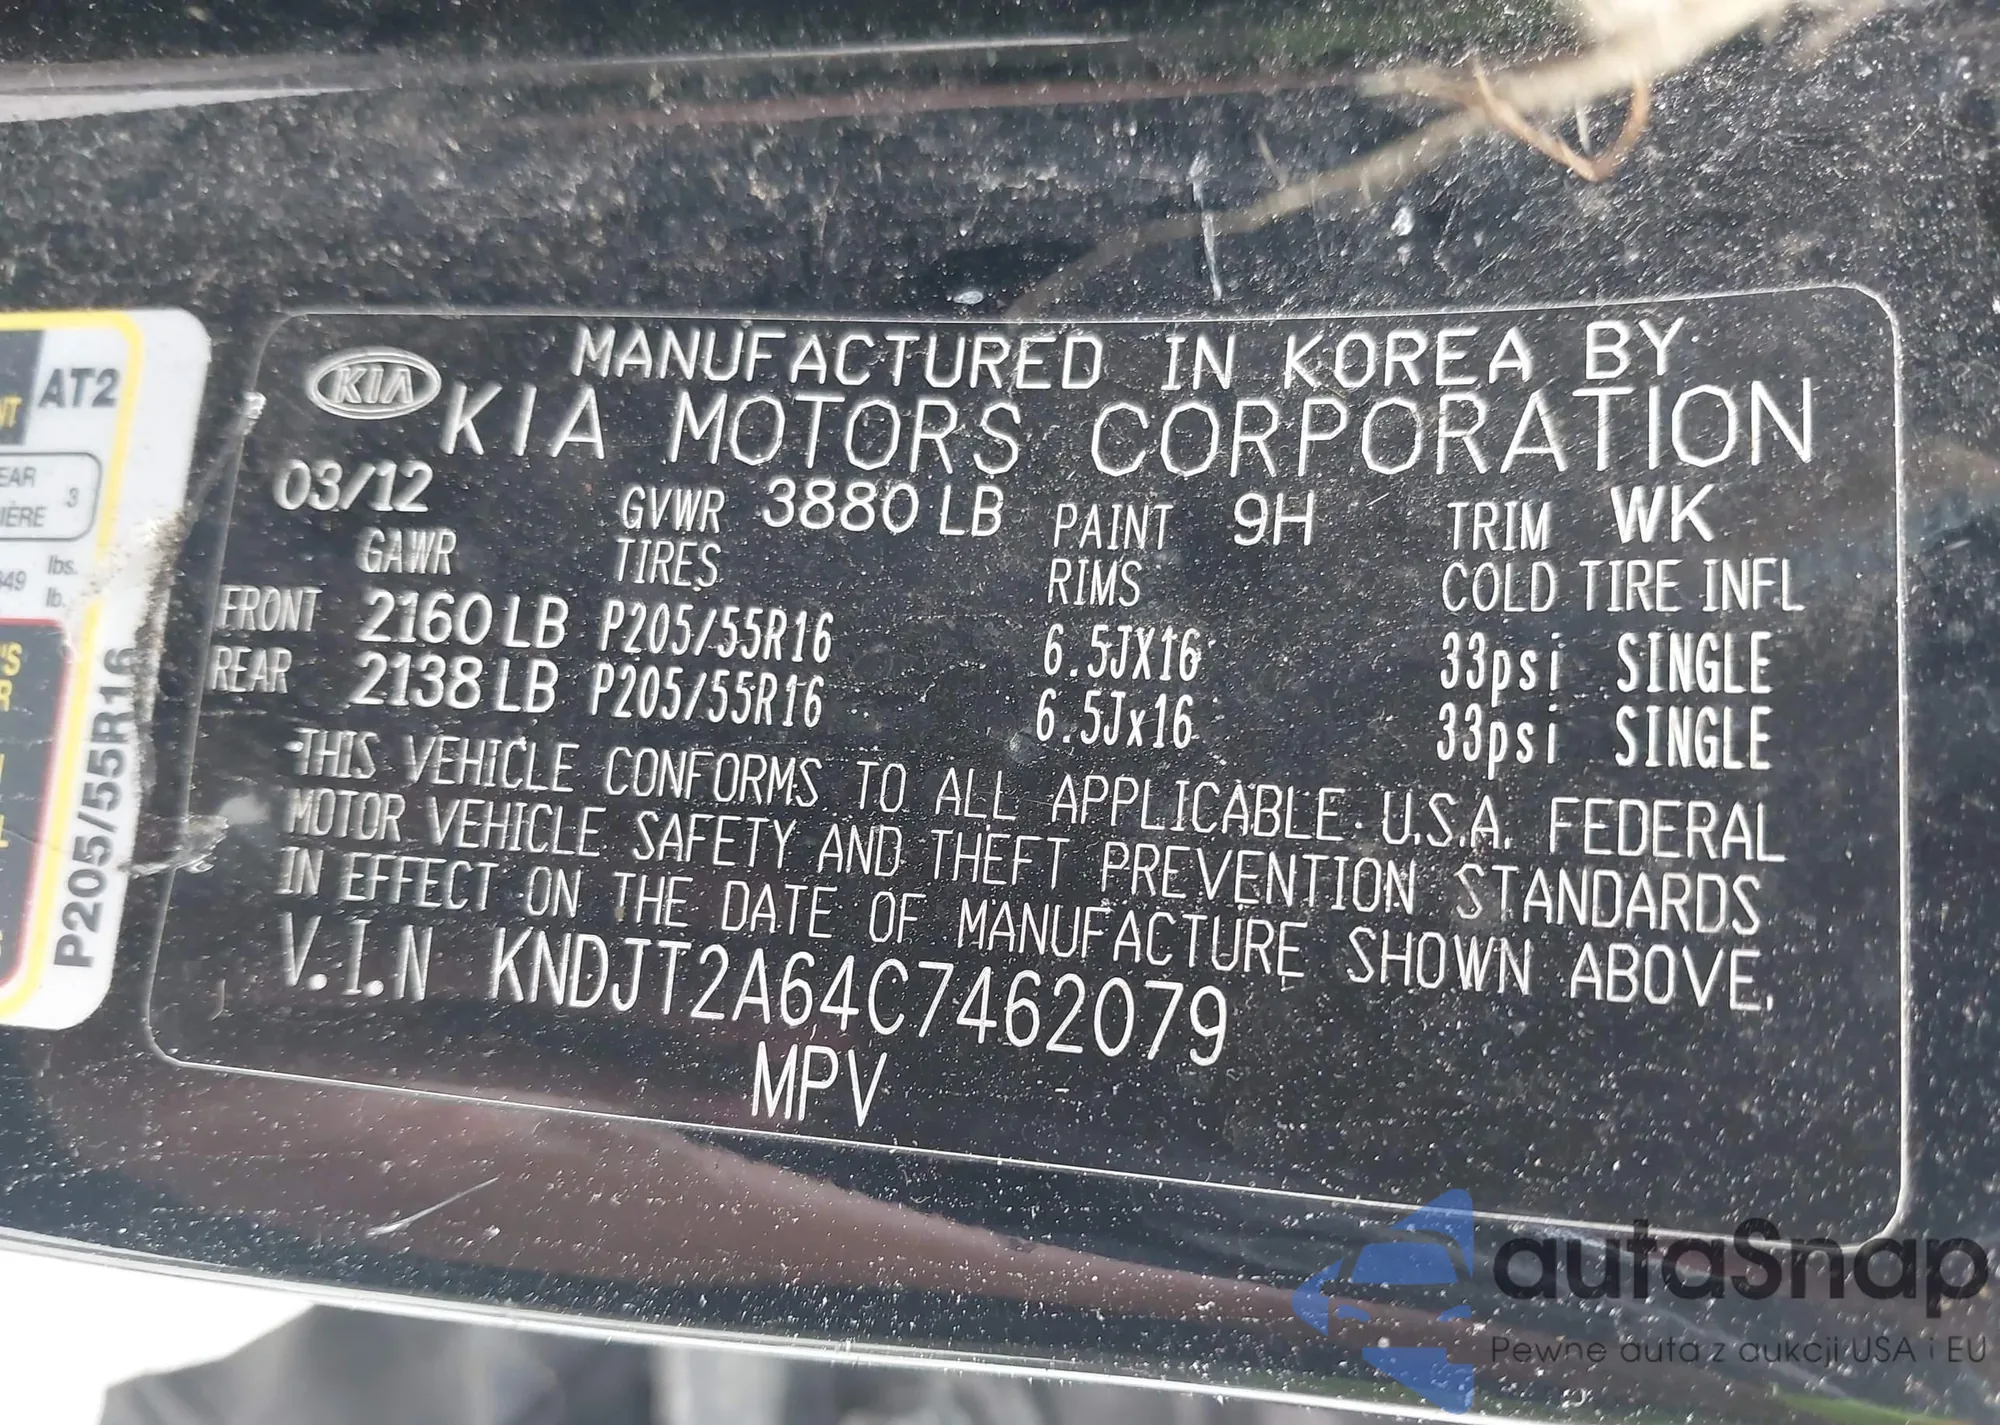 MANUFACTURED IN KOREA BY
KIA KIA MOTORS CORPORATION
03/12 GVWR 3880 LB PAINT 9H TRIM WK
GAWR TIRES RIMS COLD TIRE INFL
FRONT 2160 LB P205/55R16 6.5JX16 33psi SINGLE
REAR 2138 LB P205/55R16 6.5Jx16 33psi SINGLE
THIS VEHICLE CONFORMS TO ALL APPLICABLE U.S.A. FEDERAL
MOTOR VEHICLE SAFETY AND THEFT PREVENTION STANDARDS
IN EFFECT ON THE DATE OF MANUFACTURE SHOWN ABOVE.
V.I.N KNDJT2A64C7462079
MPV
AT2
3
lbs.
lb.
P205/55R16
autaSnap
Pewne auta z aukcji USA i EU